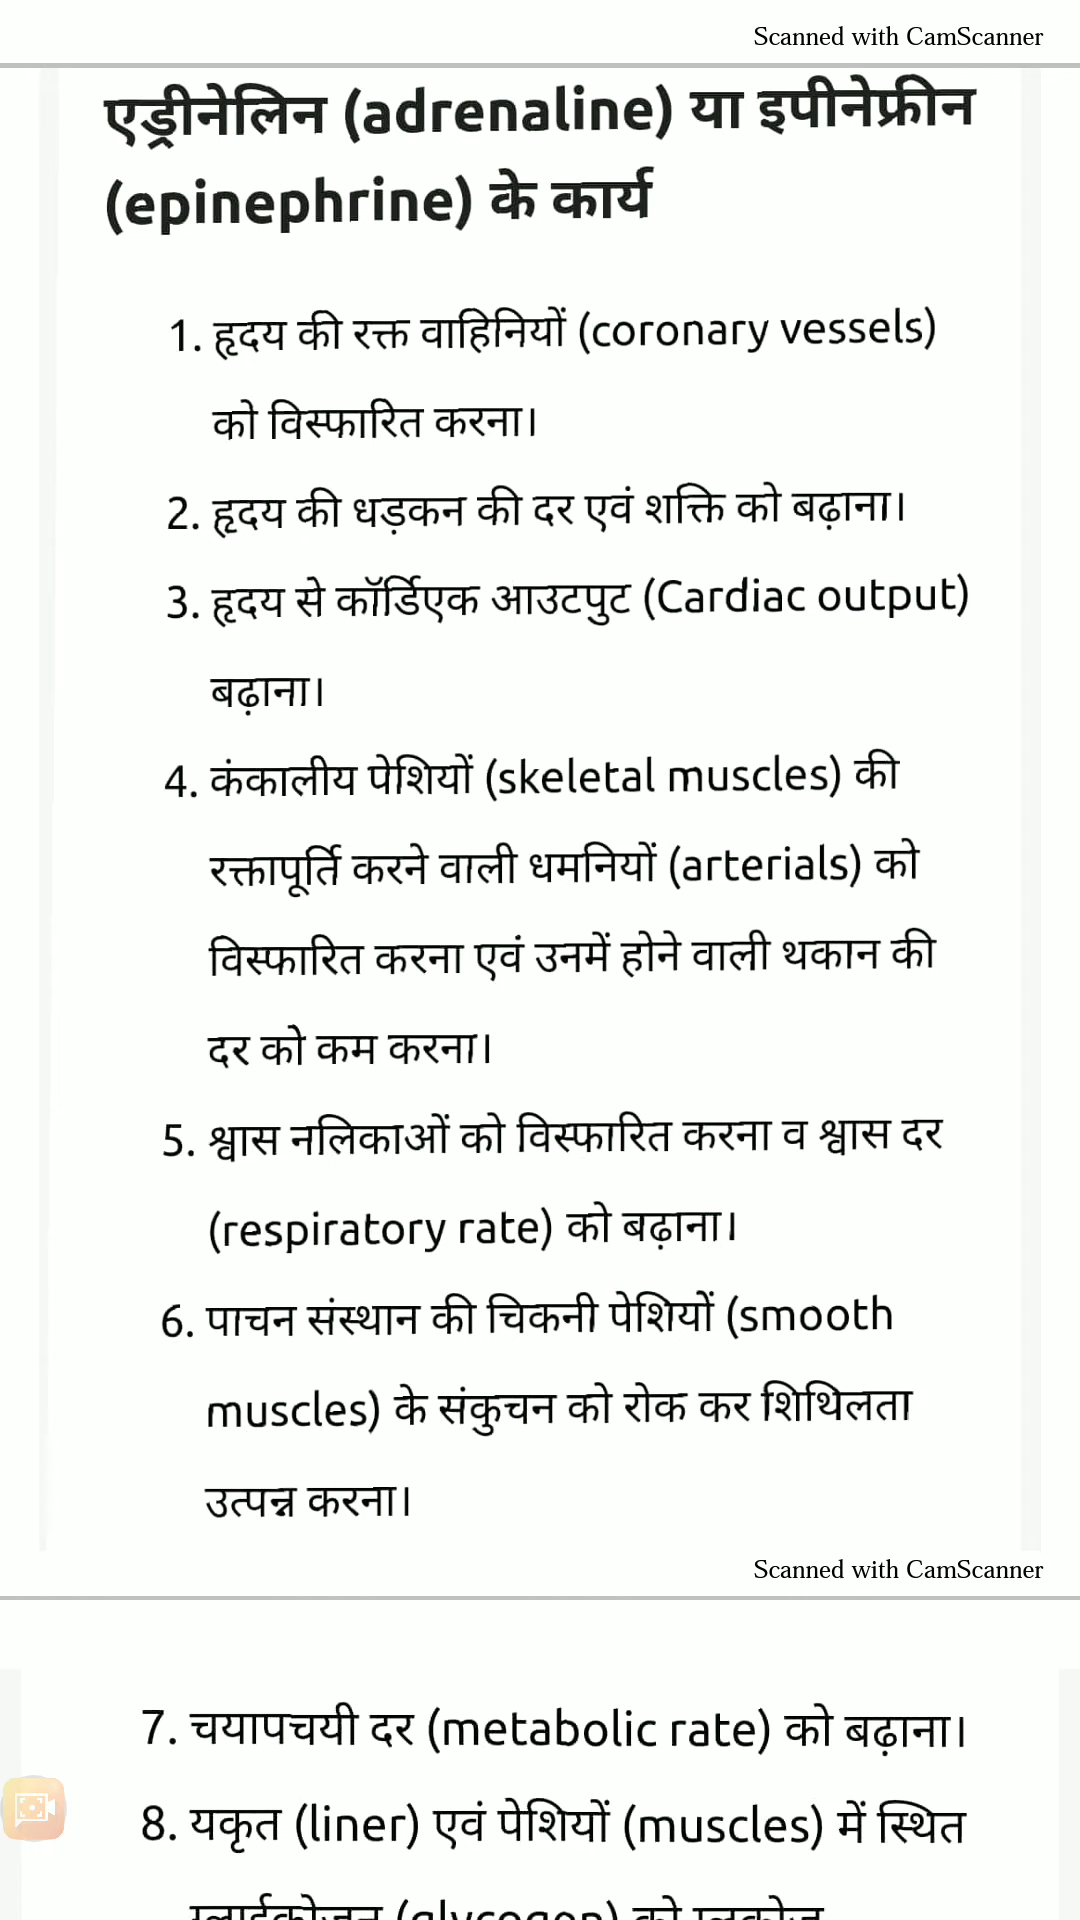 Scanned with CamScanner
एड्रीनेलिन (adrenaline) या इपीनेफ्रीन
(epinephrine) के कार्य
1. हृदय की रक्त वाहिनियों (coronary vessels)
को विस्फारित करना।
2. हृदय की धड़कन की दर एवं शक्ति को बढ़ाना।
3. हृदय से कॉर्डिएक आउटपुट (Cardiac output)
बढ़ाना।
4. कंकालीय पेशियों (skeletal muscles) की
रक्तापूर्ति करने वाली धमनियों (arterials) को
विस्फारित करना एवं उनमें होने वाली थकान की
दर को कम करना।
5. श्वास नलिकाओं को विस्फारित करना व श्वास दर
(respiratory rate) को बढ़ाना।
6. पाचन संस्थान की चिकनी पेशियों (smooth
muscles) के संकुचन को रोक कर शिथिलता
उत्पन्न करना।
Scanned with CamScanner
7. चयापचयी दर (metabolic rate) को बढ़ाना।
8. यकृत (liner) एवं पेशियों (muscles) में स्थित
ग्लाईकोजन (glycogen) को ग्लूकोज